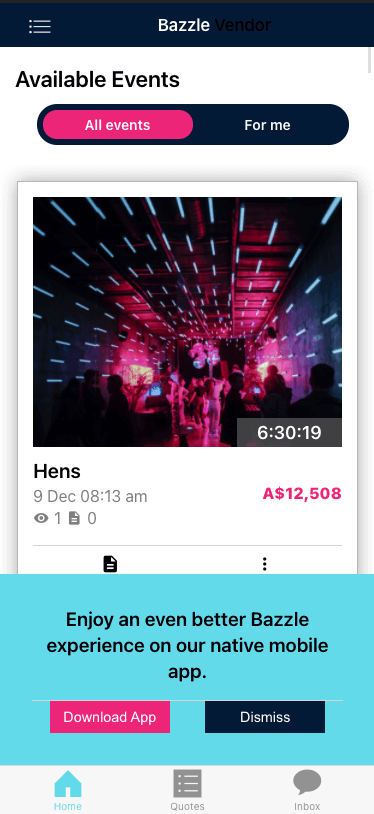 Bazzle Vendor
Available Events
All events
For me
6:30:19
Hens
9 Dec 08:13 am
A$12,508
1 0
Enjoy an even better Bazzle
experience on our native mobile
app.
Download App
Dismiss
Home
Quotes
Inbox